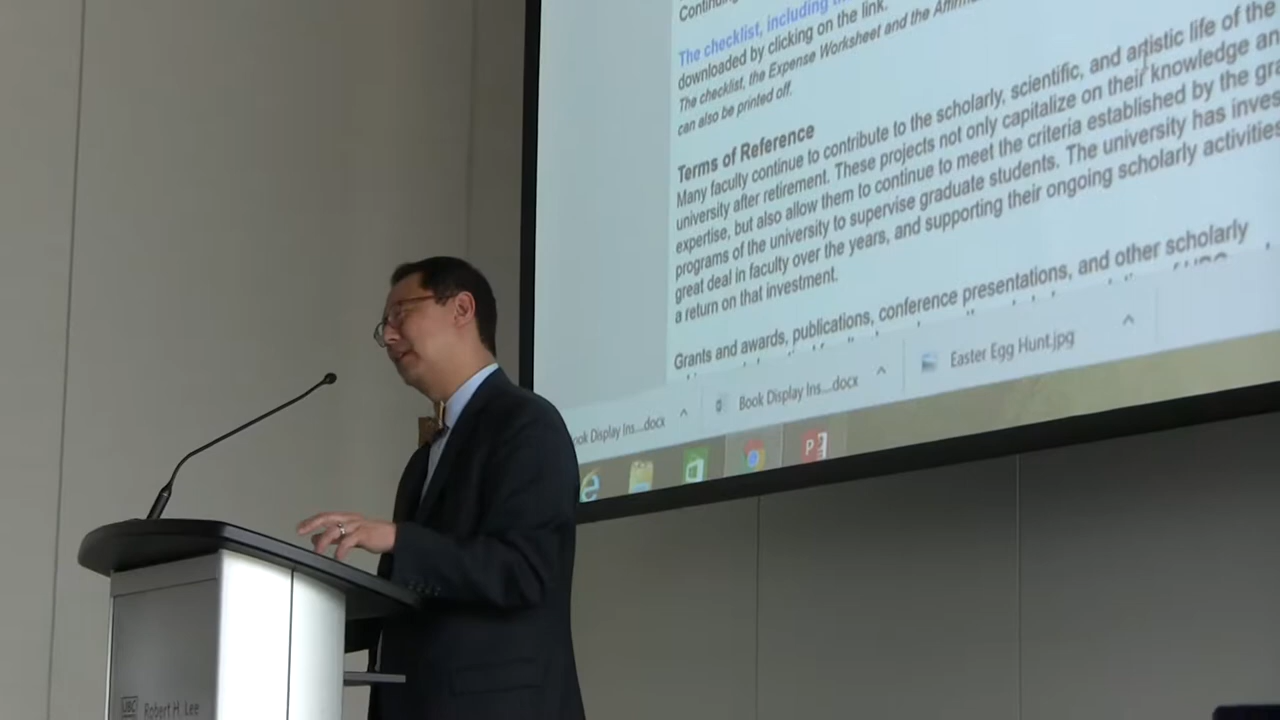 Continuing
The checklist, including th
downloaded by clicking on the link.
The checklist, the Expense Worksheet and the Affirm
can also be printed off.
Terms of Reference
Many faculty continue to contribute to the scholarly, scientific, and artistic life of the
university after retirement. These projects not only capitalize on their knowledge an
expertise, but also allow them to continue to meet the criteria established by the gra
programs of the university to supervise graduate students. The university has inves
great deal in faculty over the years, and supporting their ongoing scholarly activities
a return on that investment.
Grants and awards, publications, conference presentations, and other scholarly
ook Display Ins...docx
Book Display Ins...docx
Easter Egg Hunt.jpg
UBC
Robert H. Lee